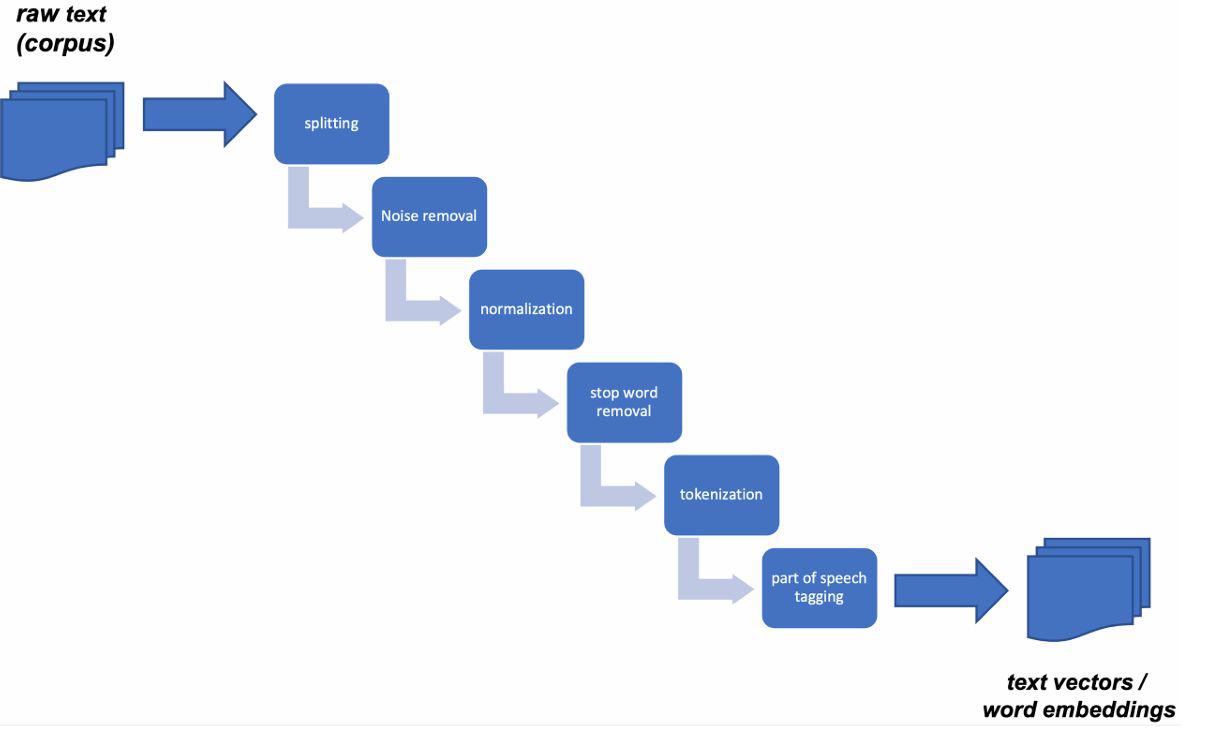 raw text
(corpus)
splitting
Noise removal
normalization
stop word
removal
tokenization
part of speech
tagging
text vectors /
word embeddings